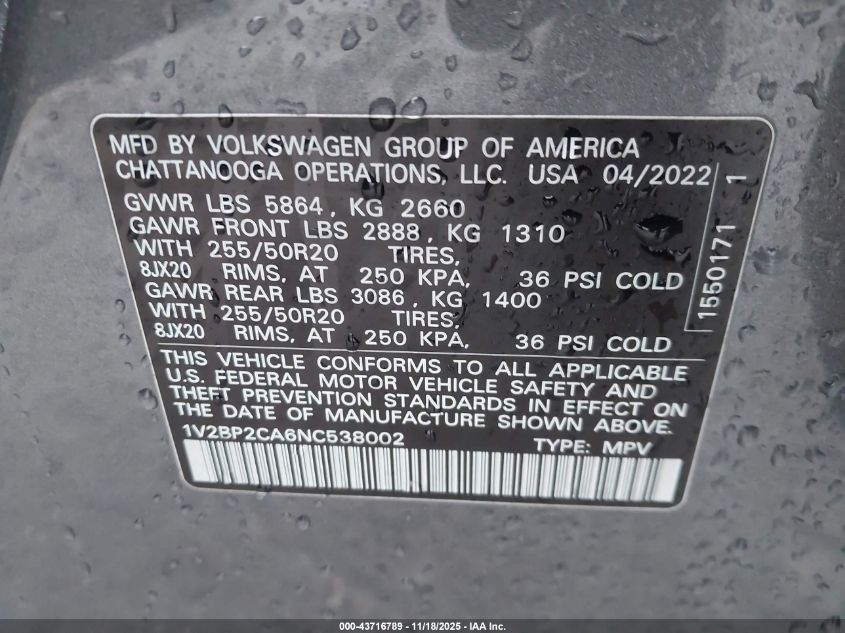 MFD BY VOLKSWAGEN GROUP OF AMERICA
CHATTANOOGA OPERATIONS, LLC. USA 04/2022
GVWR LBS 5864, KG 2660
GAWR FRONT LBS 2888, KG 1310
WITH 255/50R20 TIRES,
8JX20 RIMS, AT 250 KPA, 36 PSI COLD
GAWR REAR LBS 3086, KG 1400
WITH 255/50R20 TIRES,
8JX20 RIMS, AT 250 KPA, 36 PSI COLD
1550171 1
THIS VEHICLE CONFORMS TO ALL APPLICABLE
U.S. FEDERAL MOTOR VEHICLE SAFETY AND
THEFT PREVENTION STANDARDS IN EFFECT ON
THE DATE OF MANUFACTURE SHOWN ABOVE.
1V2BP2CA6NC538002 TYPE: MPV
000-43716789 - 11/18/2025 - IAA Inc.